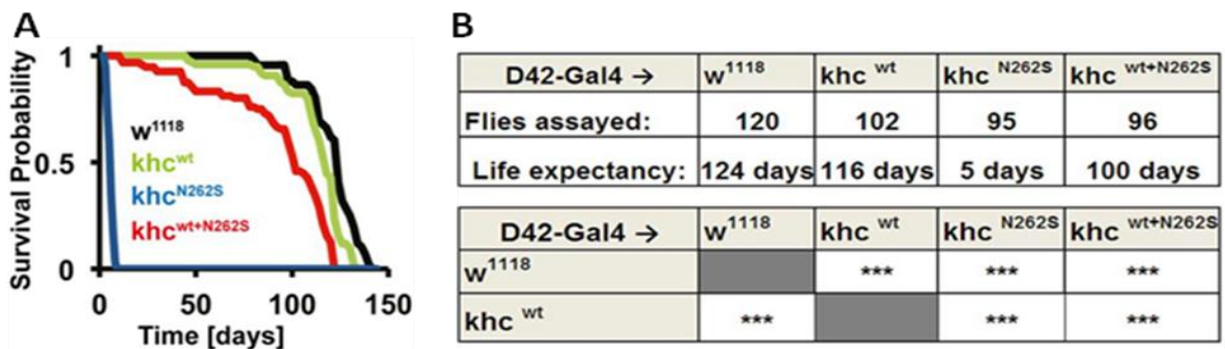 A
Survival Probability
1
0.5
0
w1118
khcwt
khcN262S
khcwt+N262S
0 50 100 150
Time [days]
B
D42-Gal4 → w1118 khc wt khc N262S khc wt+N262S
Flies assayed: 120 102 95 96
Life expectancy: 124 days 116 days 5 days 100 days
D42-Gal4 → w1118 khc wt khc N262S khc wt+N262S
w1118 *** *** ***
khc wt *** *** ***